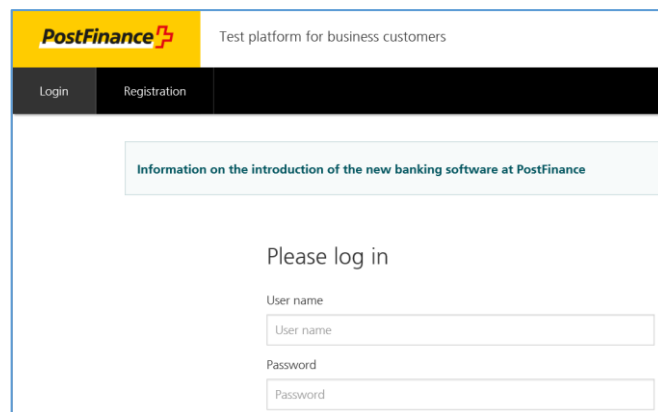 PostFinance
Test platform for business customers
Login Registration
Information on the introduction of the new banking software at PostFinance
Please log in
User name
User name
Password
Password